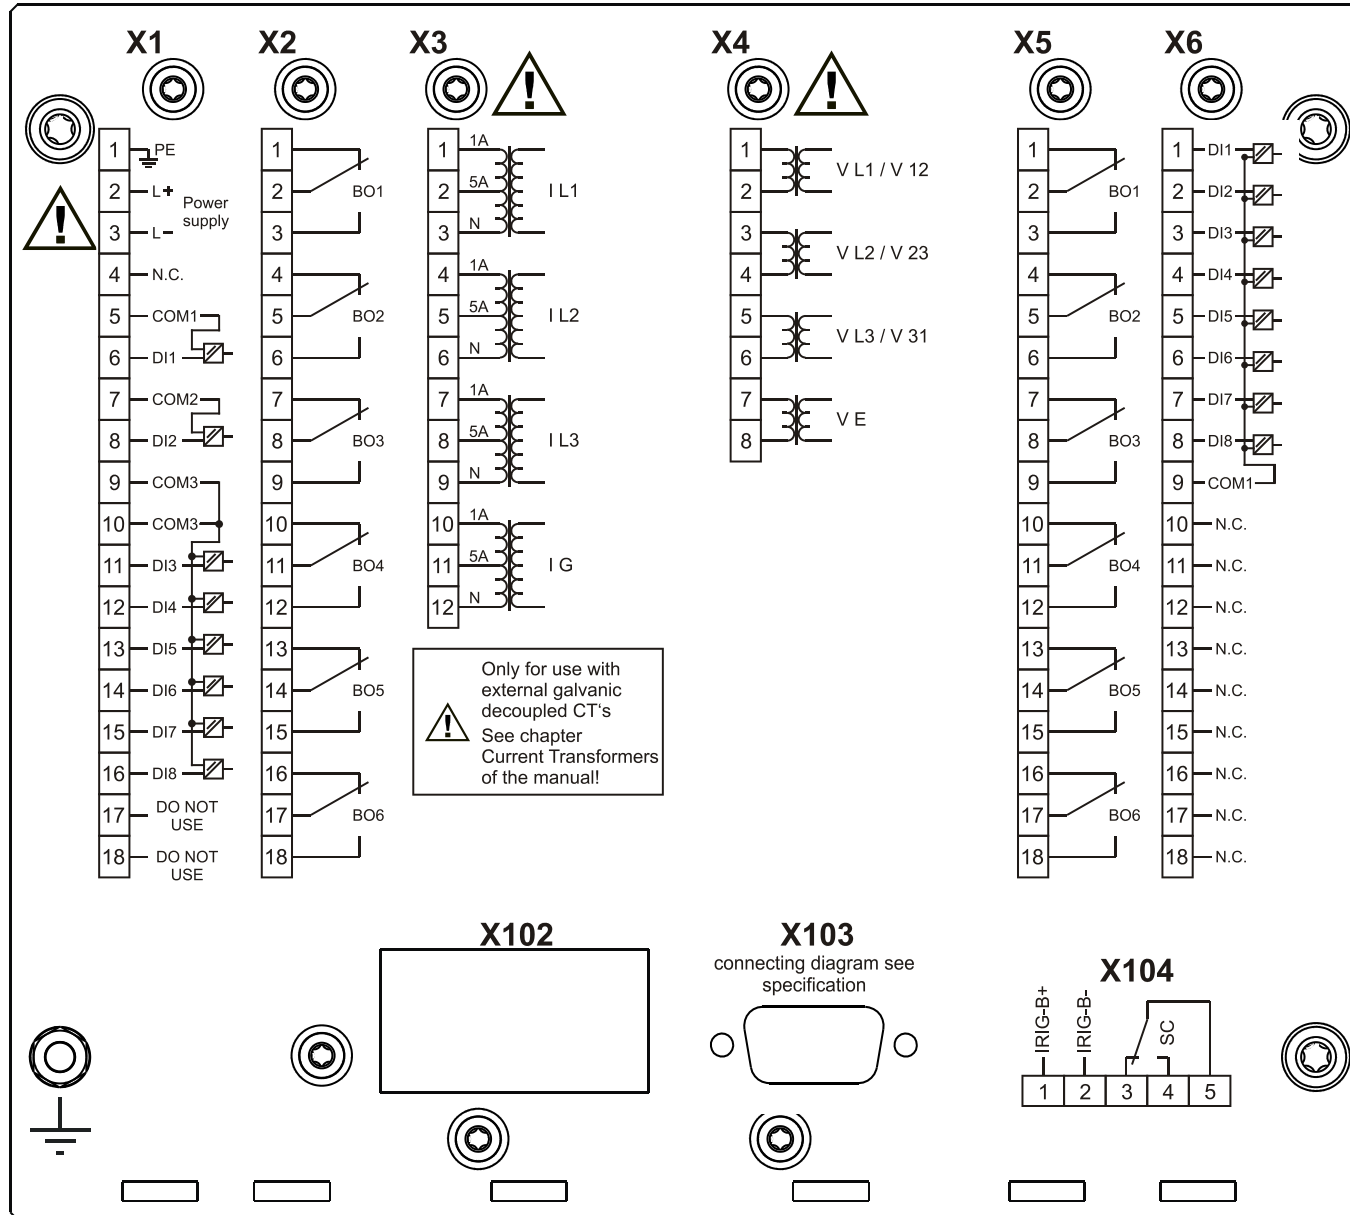 X1
1 PE
2 L+
Power
supply
3 L-
4 N.C.
5 COM1
6 DI1
7 COM2
8 DI2
9 COM3
10 COM3
11 DI3
12 DI4
13 DI5
14 DI6
15 DI7
16 DI8
17 DO NOT
USE
18 DO NOT
USE
X2
1
2 BO1
3
4
5 BO2
6
7
8 BO3
9
10
11 BO4
12
13
14 BO5
15
16
17 BO6
18
X3
!
1 1A
2 5A I L1
3 N
4 1A
5 5A I L2
6 N
7 1A
8 5A I L3
9 N
10 1A
11 5A I G
12 N
!
Only for use with
external galvanic
decoupled CT's
See chapter
Current Transformers
of the manual!
!
X4
!
1
V L1 / V 12
2
3
V L2 / V 23
4
5
V L3 / V 31
6
7
V E
8
X5
1
2 BO1
3
4
5 BO2
6
7
8 BO3
9
10
11 BO4
12
13
14 BO5
15
16
17 BO6
18
X6
1 DI1
2 DI2
3 DI3
4 DI4
5 DI5
6 DI6
7 DI7
8 DI8
9 COM1
10 N.C.
11 N.C.
12 N.C.
13 N.C.
14 N.C.
15 N.C.
16 N.C.
17 N.C.
18 N.C.
X102
X103
connecting diagram see
specification
X104
IRIG-B+
IRIG-B-
SC
1 2 3 4 5